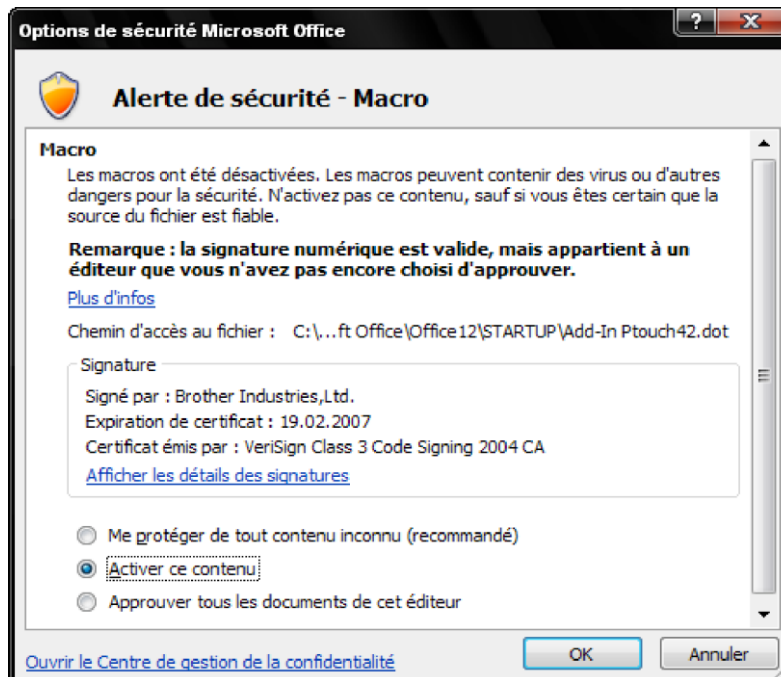 Options de sécurité Microsoft Office
?
Alerte de sécurité - Macro
Macro
Les macros ont été désactivées. Les macros peuvent contenir des virus ou d'autres
dangers pour la sécurité. N'activez pas ce contenu, sauf si vous êtes certain que la
source du fichier est fiable.
Remarque : la signature numérique est valide, mais appartient à un
éditeur que vous n'avez pas encore choisi d'approuver.
Plus d'infos
Chemin d'accès au fichier : C:\...ft Office\Office12\STARTUP\Add-In Ptouch42.dot
Signature
Signé par : Brother Industries,Ltd.
Expiration de certificat : 19.02.2007
Certificat émis par : VeriSign Class 3 Code Signing 2004 CA
Afficher les détails des signatures
Me protéger de tout contenu inconnu (recommandé)
Activer ce contenu
Approuver tous les documents de cet éditeur
Ouvrir le Centre de gestion de la confidentialité
OK
Annuler